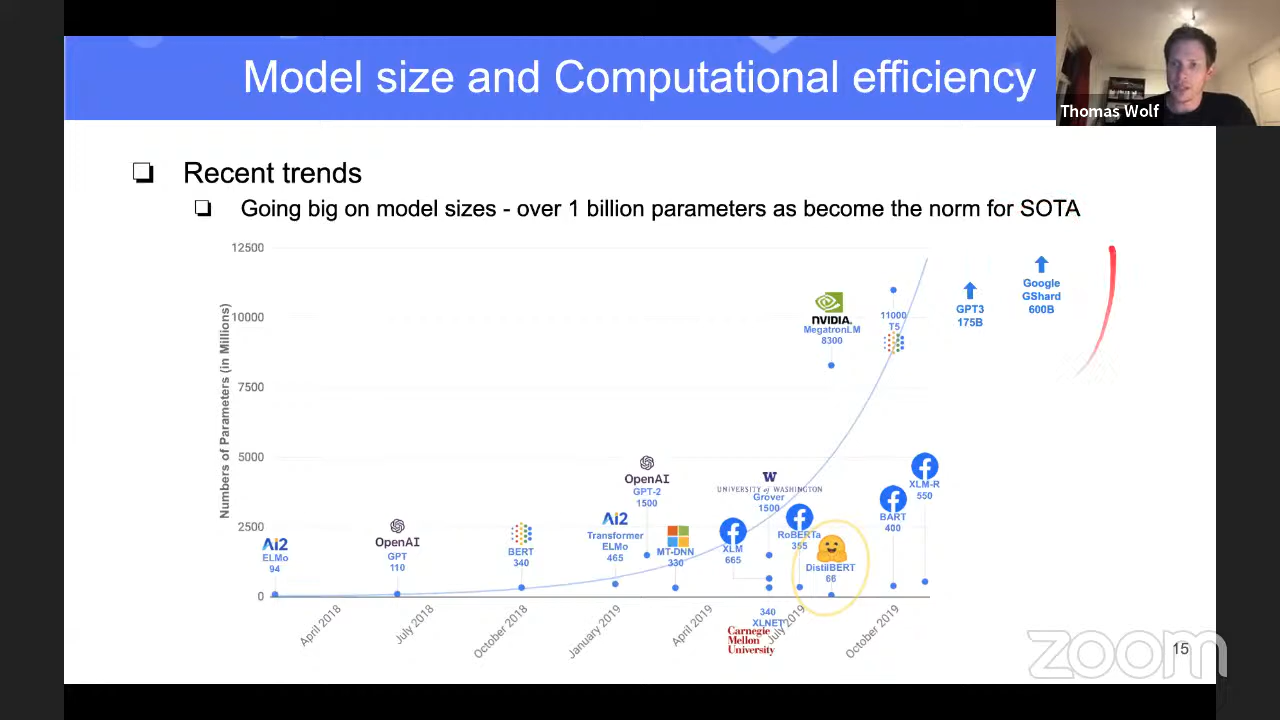 Model size and Computational efficiency
Thomas Wolf
Recent trends
Going big on model sizes - over 1 billion parameters as become the norm for SOTA
Numbers of Parameters (in Millions)
12500
10000
7500
5000
2500
0
Ai2
ELMo
94
OpenAI
GPT
110
BERT
340
Ai2
Transformer
ELMo
465
OpenAI
GPT-2
1500
MT-DNN
330
XLM
665
W
UNIVERSITY of WASHINGTON
Grover
1500
340
XLNET
Carnegie
Mellon
University
RoBERTa
355
DistilBERT
66
NVIDIA.
MegatronLM
8300
11000
T5
BART
400
XLM-R
550
GPT3
175B
Google
GShard
600B
April 2018
July 2018
October 2018
January 2019
April 2019
July 2019
October 2019
15
zoom